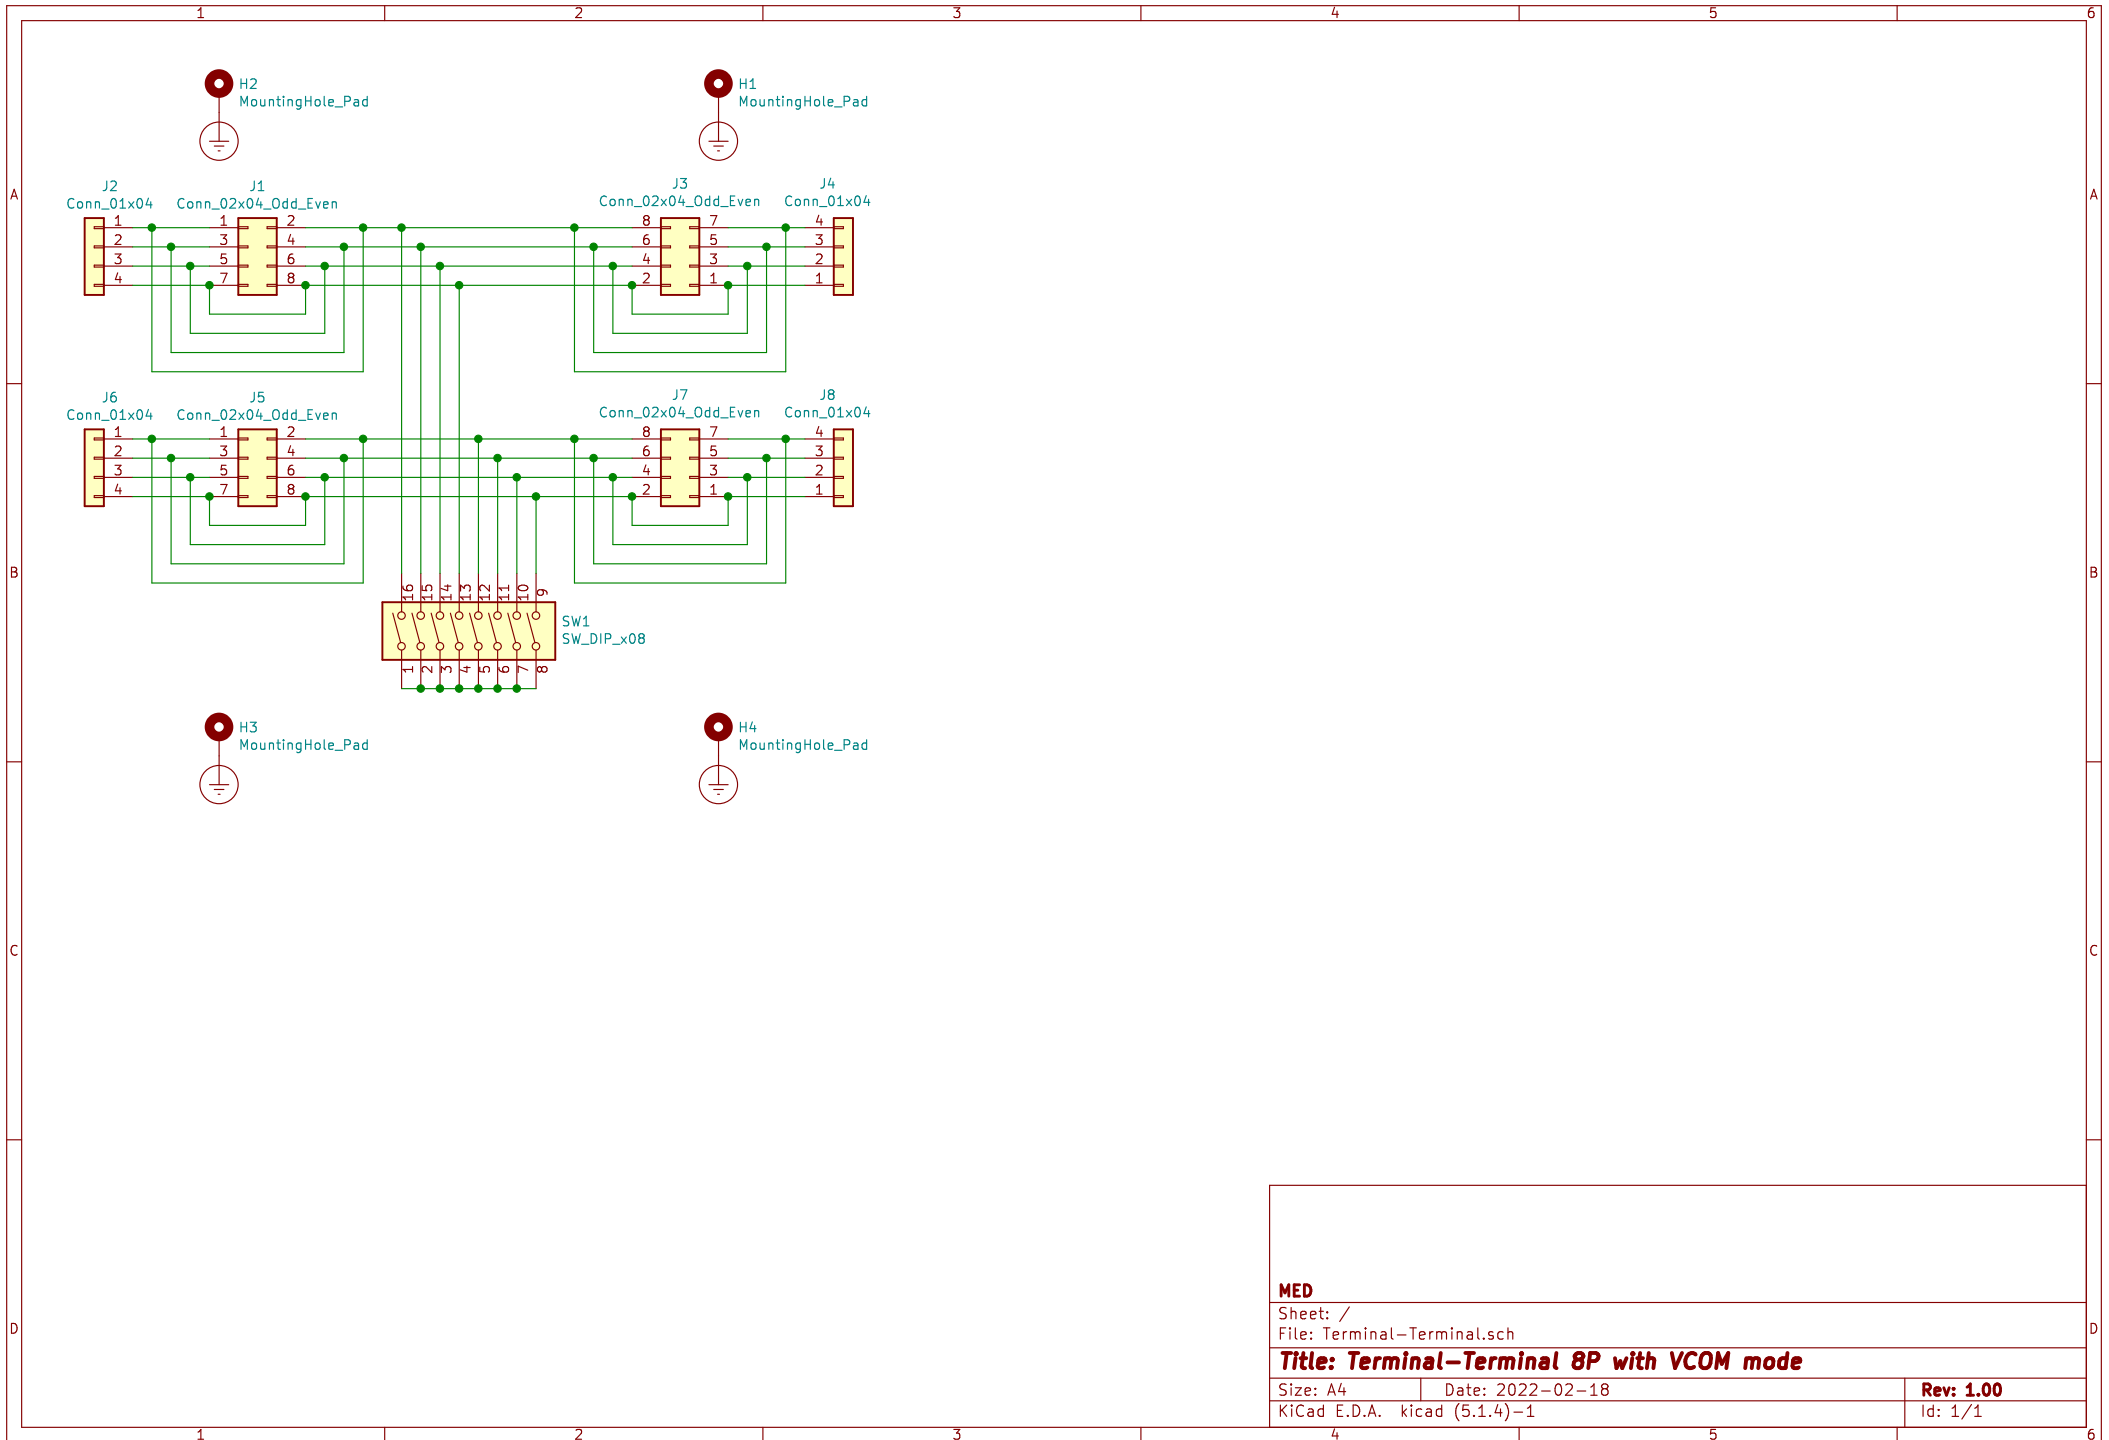 1 2 3 4 5 6
H2
MountingHole_Pad
H1
MountingHole_Pad
A
A
J2
Conn_01x04
J1
Conn_02x04_Odd_Even
J3
Conn_02x04_Odd_Even
J4
Conn_01x04
1 1 2 8 7 4
2 3 4 6 5 3
3 5 6 4 3 2
4 7 8 2 1 1
J6
Conn_01x04
J5
Conn_02x04_Odd_Even
J7
Conn_02x04_Odd_Even
J8
Conn_01x04
1 1 2 8 7 4
2 3 4 6 5 3
3 5 6 4 3 2
4 7 8 2 1 1
B
B
16 15 14 13 12 11 10 9
SW1
SW_DIP_x08
1 2 3 4 5 6 7 8
H3
MountingHole_Pad
H4
MountingHole_Pad
C
C
MED
Sheet: /
File: Terminal-Terminal.sch
D
D
Title: Terminal-Terminal 8P with VCOM mode
Size: A4
Date: 2022-02-18
Rev: 1.00
KiCad E.D.A. kicad (5.1.4)-1
Id: 1/1
1 2 3 4 5 6